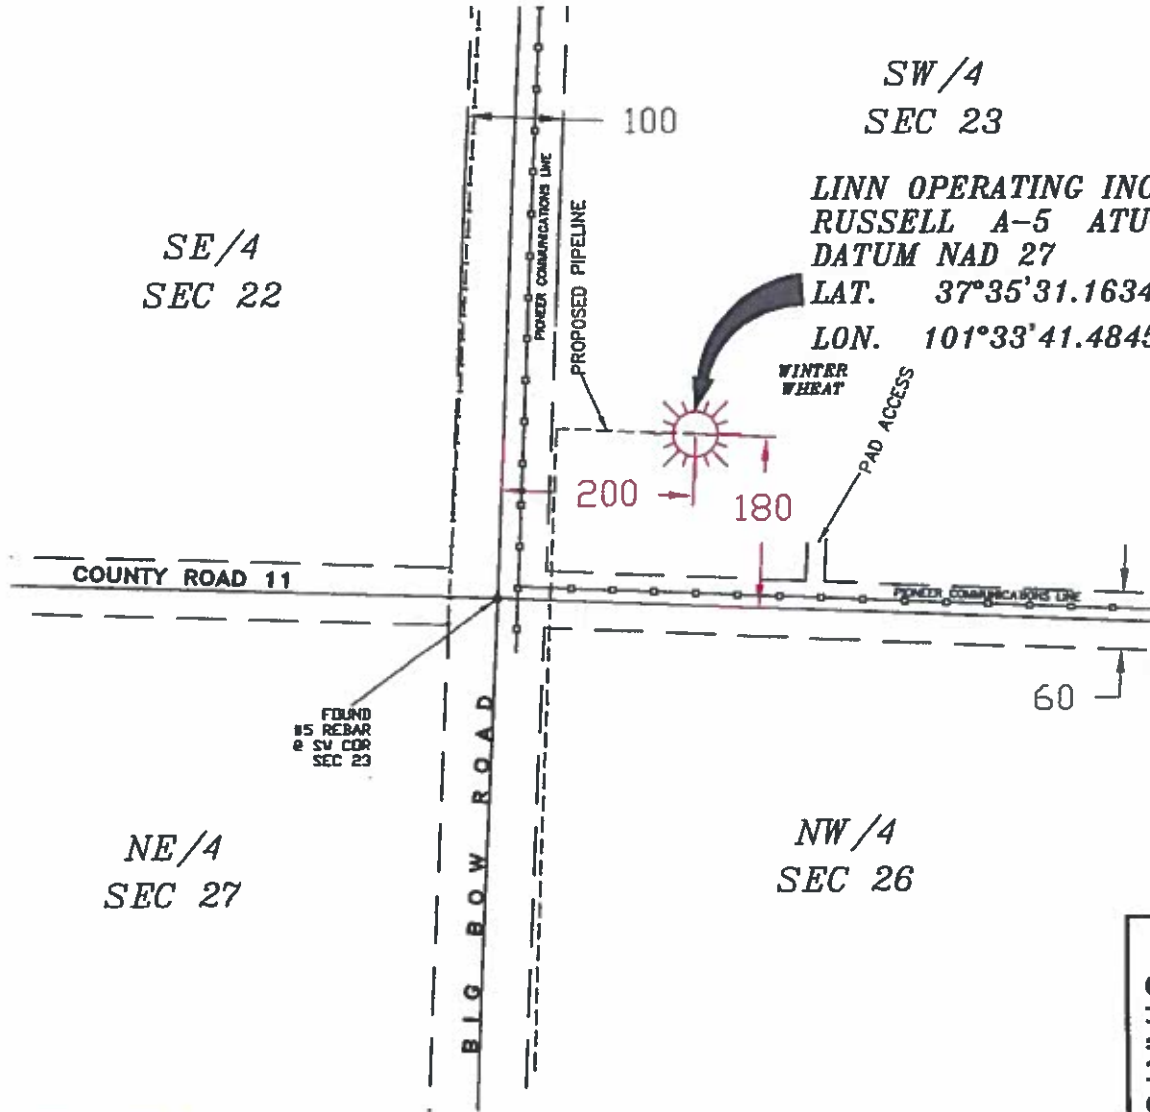 SW/4
SEC 23
100
LINN OPERATING INC
RUSSELL A-5 ATU
DATUM NAD 27
LAT. 37°35'31.1634
LON. 101°33'41.4845
SE/4
SEC 22
PIONEER COMMUNICATIONS LINE
PROPOSED PIPELINE
WINTER
WHEAT
PAD ACCESS
200
180
COUNTY ROAD 11
PIONEER COMMUNICATIONS LINE
60
FOUND
#5 REBAR
@ SW COR
SEC 23
BIG BOW ROAD
NE/4
SEC 27
NW/4
SEC 26